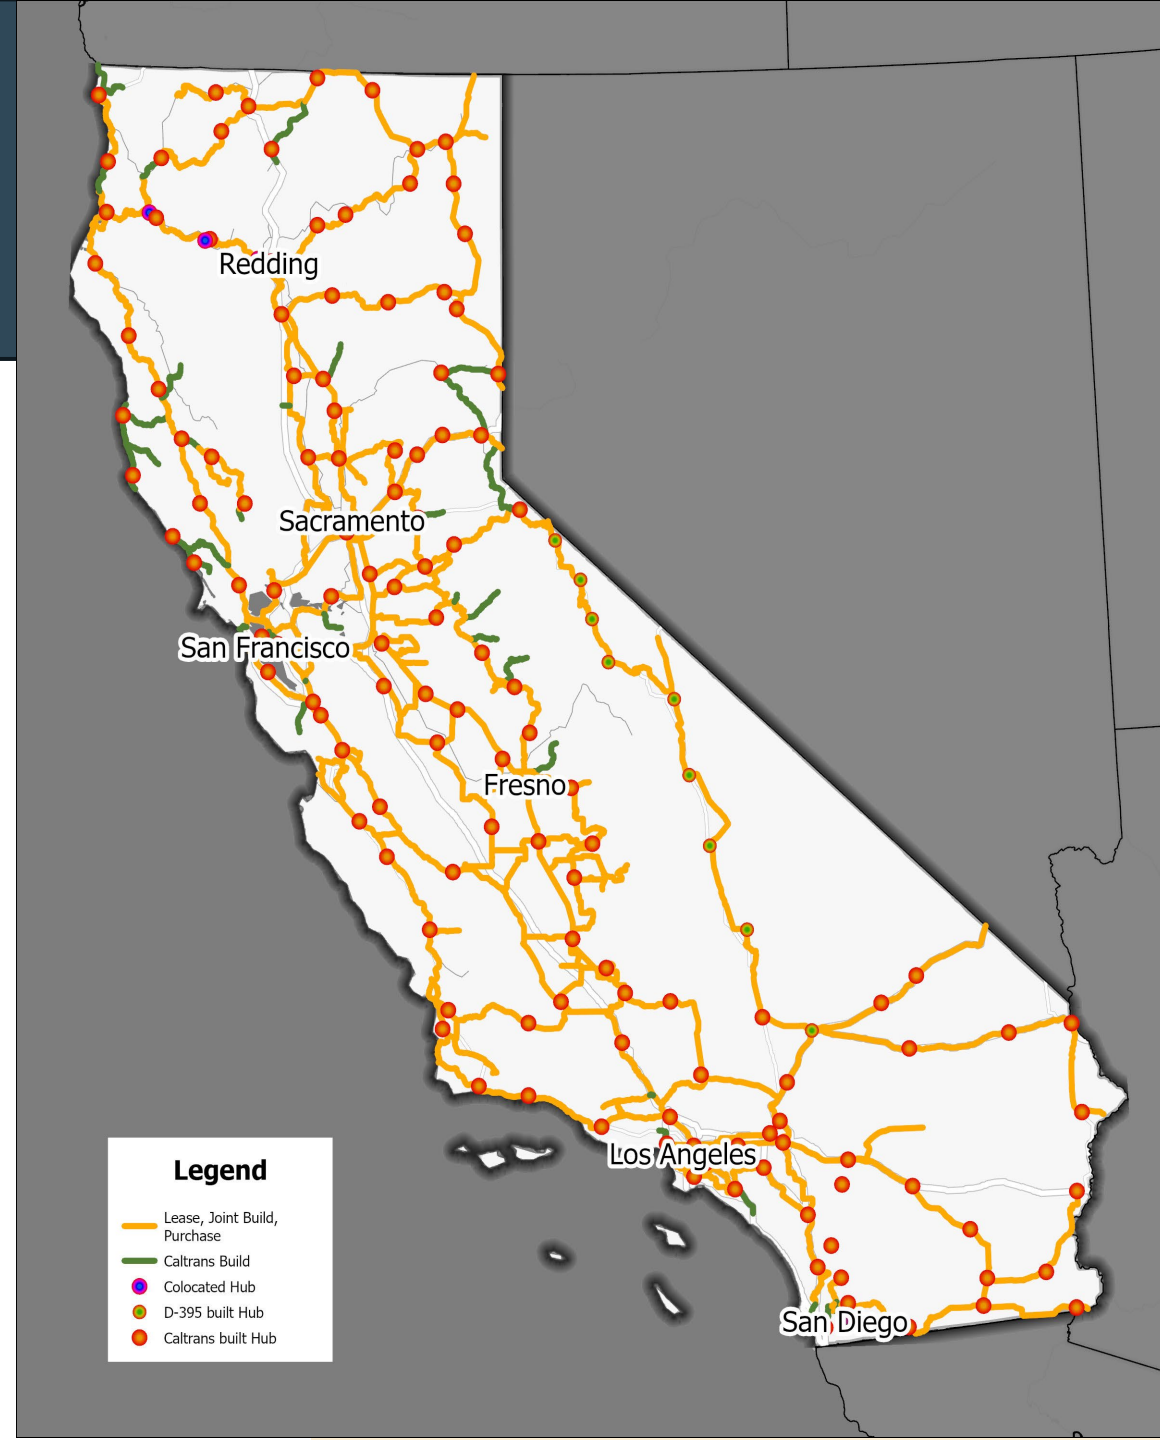 Redding
Sacramento
San Francisco
Fresno
Los Angeles
San Diego
Legend
Lease, Joint Build,
Purchase
Caltrans Build
Colocated Hub
D-395 built Hub
Caltrans built Hub